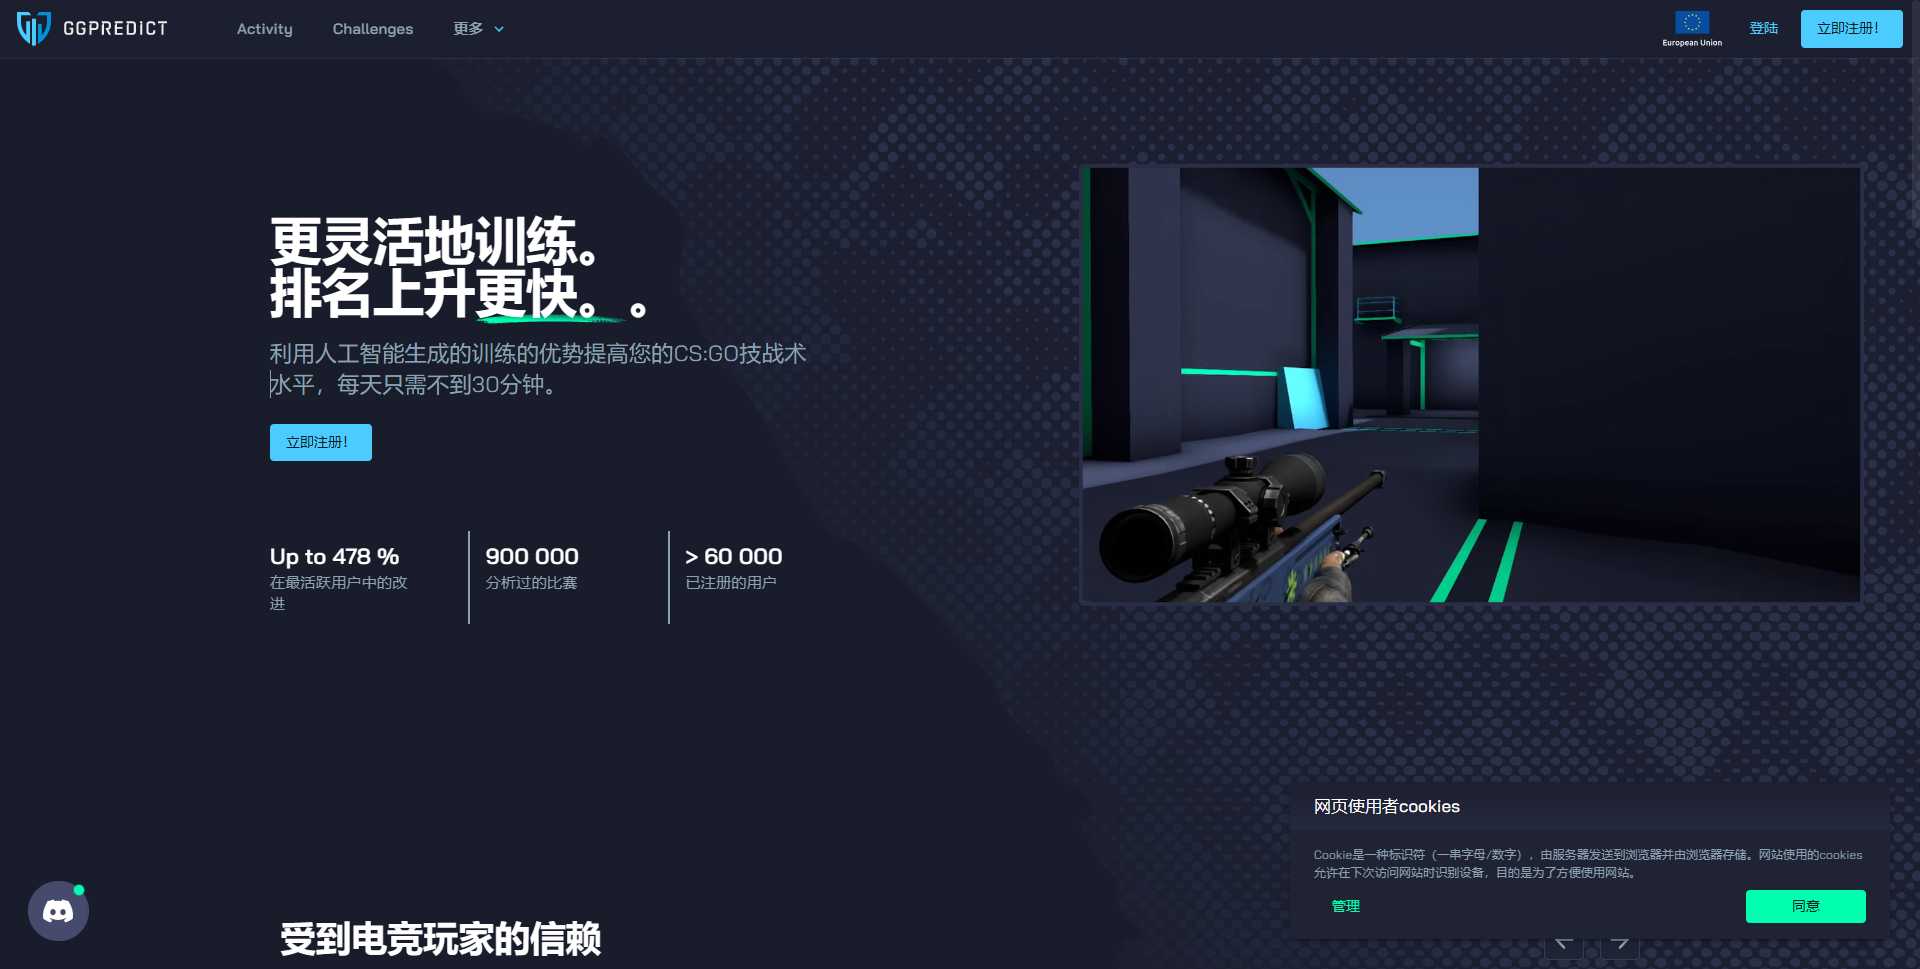 GGPREDICT
Activity
Challenges
更多
European Union
登陆
立即注册!
更灵活地训练。
排名上升更快。。
利用人工智能生成的训练的优势提高您的CS:GO技战术
水平，每天只需不到30分钟。
立即注册!
Up to 478 %
在最活跃用户中的改
进
900 000
分析过的比赛
> 60 000
已注册的用户
网页使用者cookies
Cookie是一种标识符（一串字母/数字），由服务器发送到浏览器并由浏览器存储。网站使用的cookies
允许在下次访问网站时识别设备，目的是为了方便使用网站。
管理
同意
受到电竞玩家的信赖